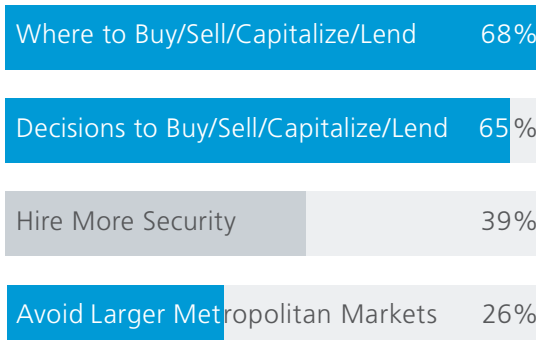 Where to Buy/Sell/Capitalize/Lend 68%
Decisions to Buy/Sell/Capitalize/Lend 65%
Hire More Security 39%
Avoid Larger Metropolitan Markets 26%